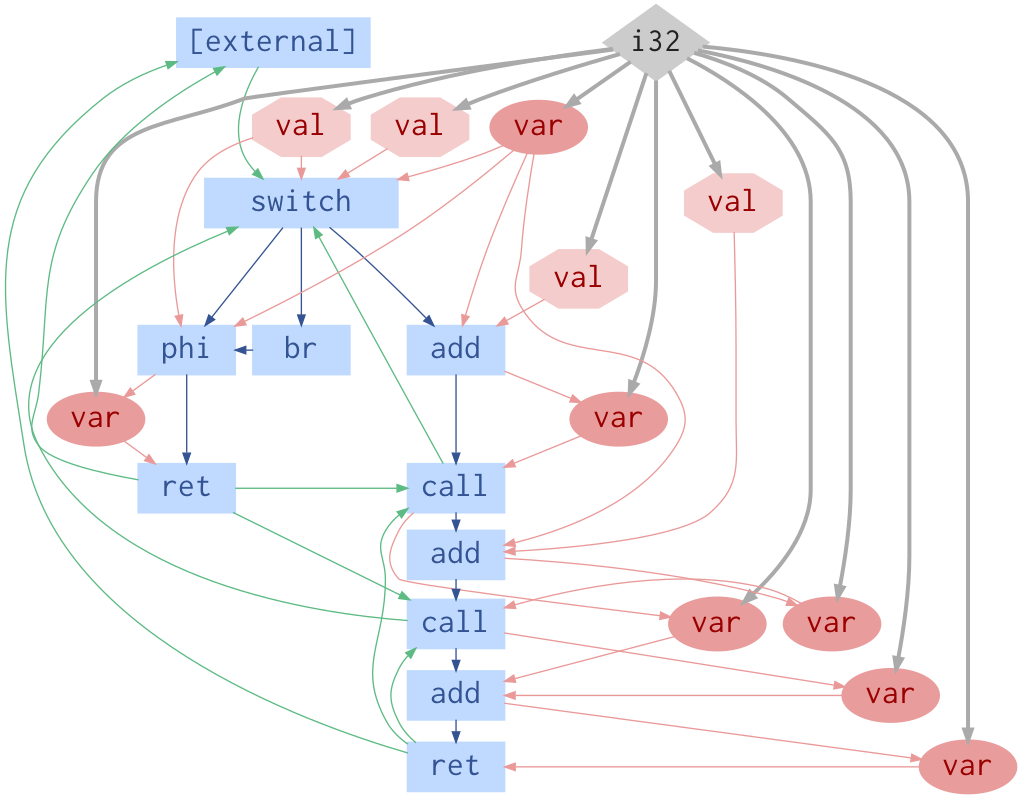 [external]
i32
val
val
var
switch
val
val
phi
br
add
var
var
ret
call
add
call
var
var
add
var
ret
var